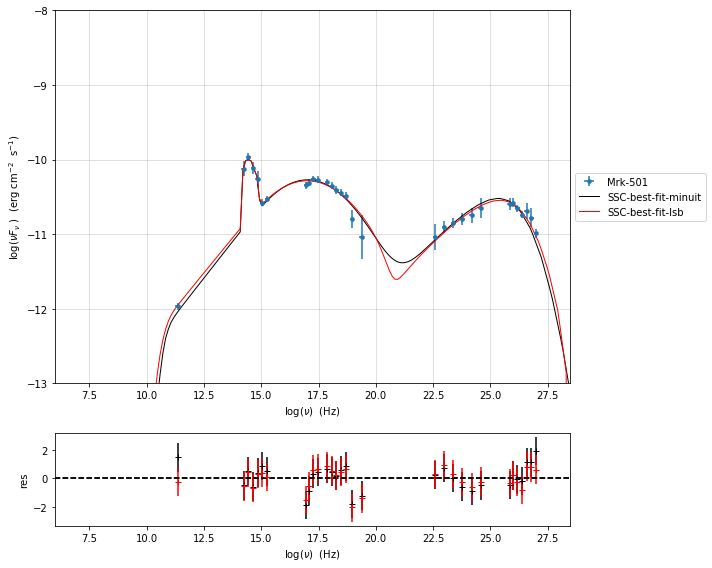 −8
−9
−10
−11
−12
−13
log(νF_ν )  (erg cm⁻²  s⁻¹)
7.5 10.0 12.5 15.0 17.5 20.0 22.5 25.0 27.5
log(ν)  (Hz)
Mrk-501
SSC-best-fit-minuit
SSC-best-fit-lsb
2
0
−2
res
7.5 10.0 12.5 15.0 17.5 20.0 22.5 25.0 27.5
log(ν)  (Hz)